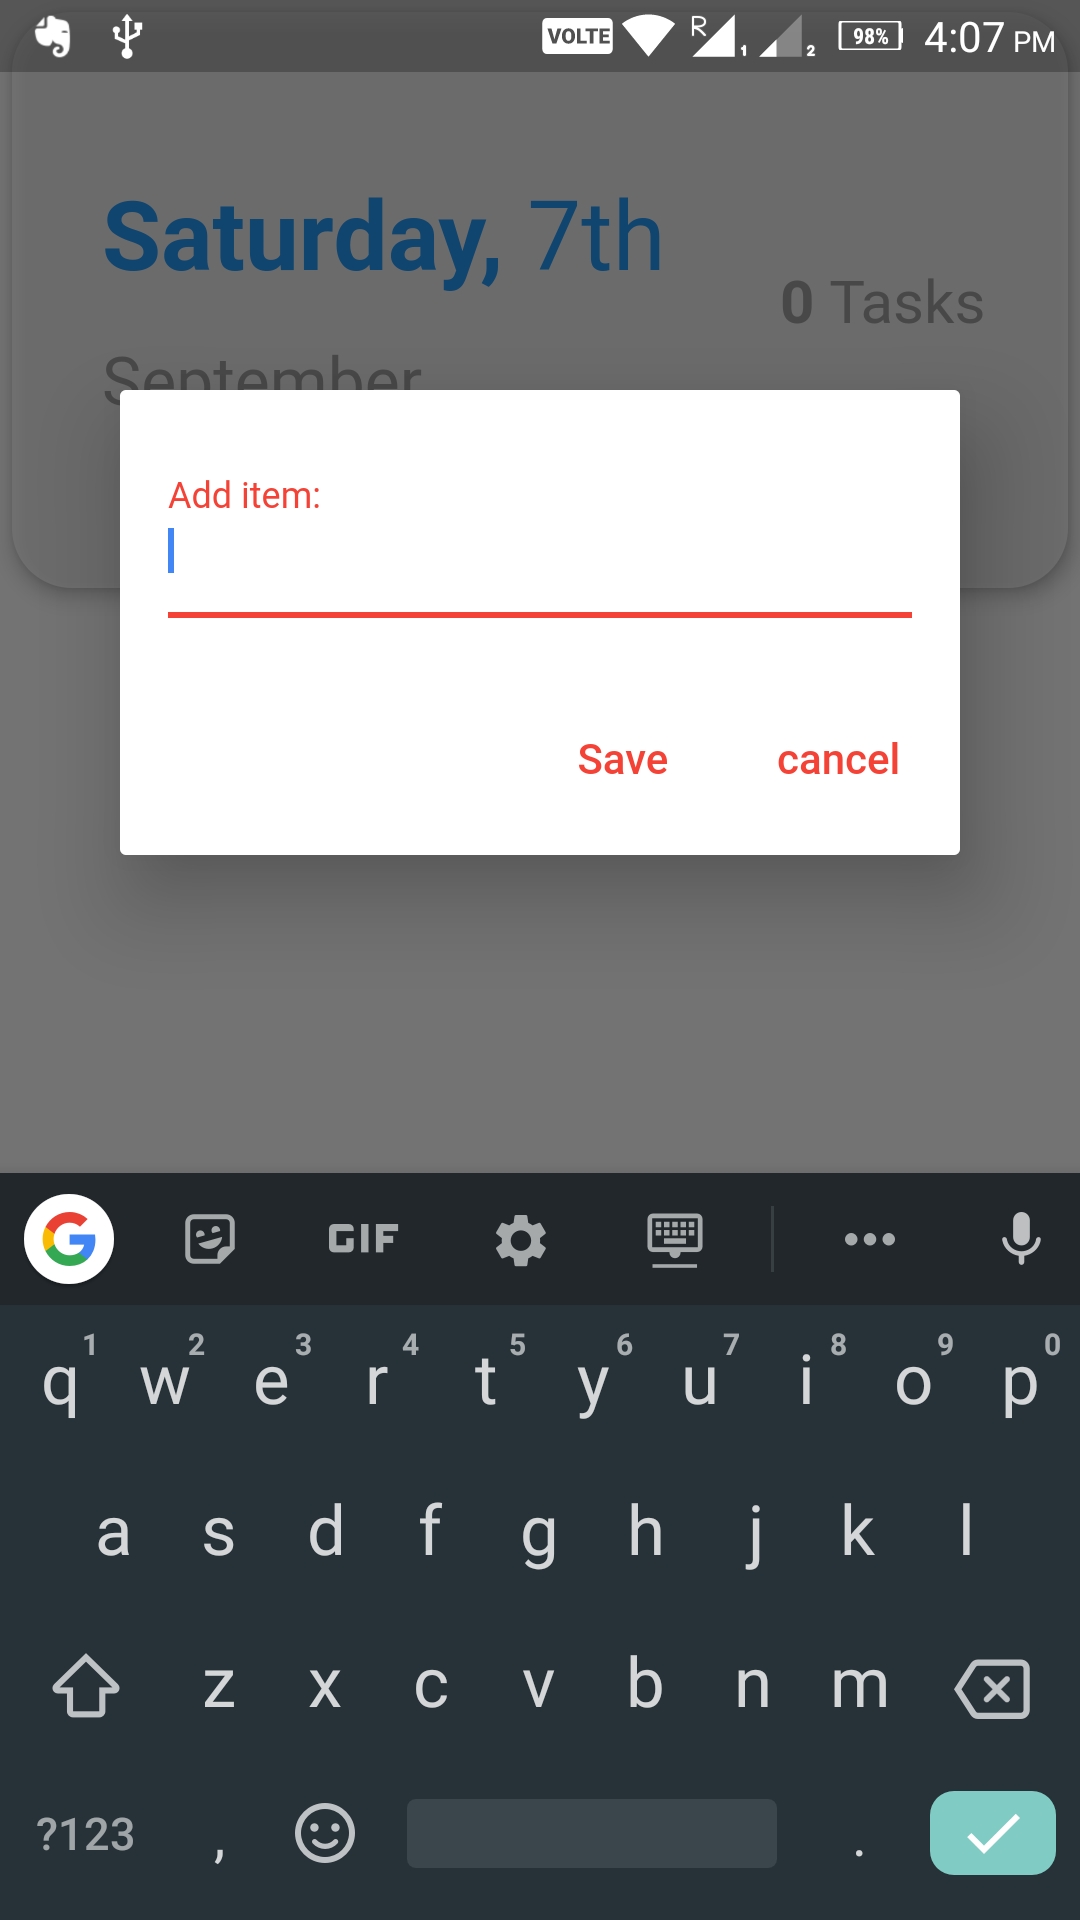 VOLTE R 1 2 98% 4:07 PM
Saturday, 7th
0 Tasks
September
Add item:
Save cancel
GIF
1 2 3 4 5 6 7 8 9 0
q w e r t y u i o p
a s d f g h j k l
z x c v b n m
?123 , .